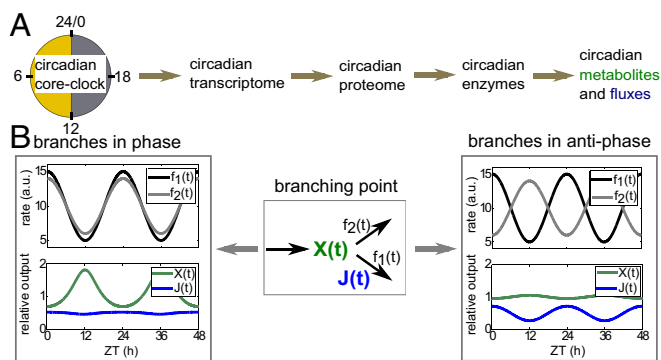 A
24/0
circadian
core-clock
6
18
12
circadian
transcriptome
circadian
proteome
circadian
enzymes
circadian
metabolites
and fluxes
B
branches in phase
15
10
5
rate (a.u.)
f1(t)
f2(t)
2
1
0
relative output
X(t)
J(t)
0 12 24 36 48
ZT (h)
branching point
X(t)
f2(t)
f1(t)
J(t)
branches in anti-phase
15
10
5
rate (a.u.)
f1(t)
f2(t)
2
1
0
relative output
X(t)
J(t)
0 12 24 36 48
ZT (h)